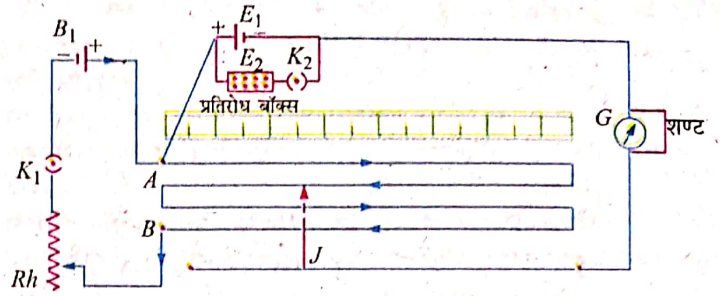 B₁
− +
+ E₁
E₂ K₂
प्रतिरोध बॉक्स
G शण्ट
K₁
A
B
J
Rh